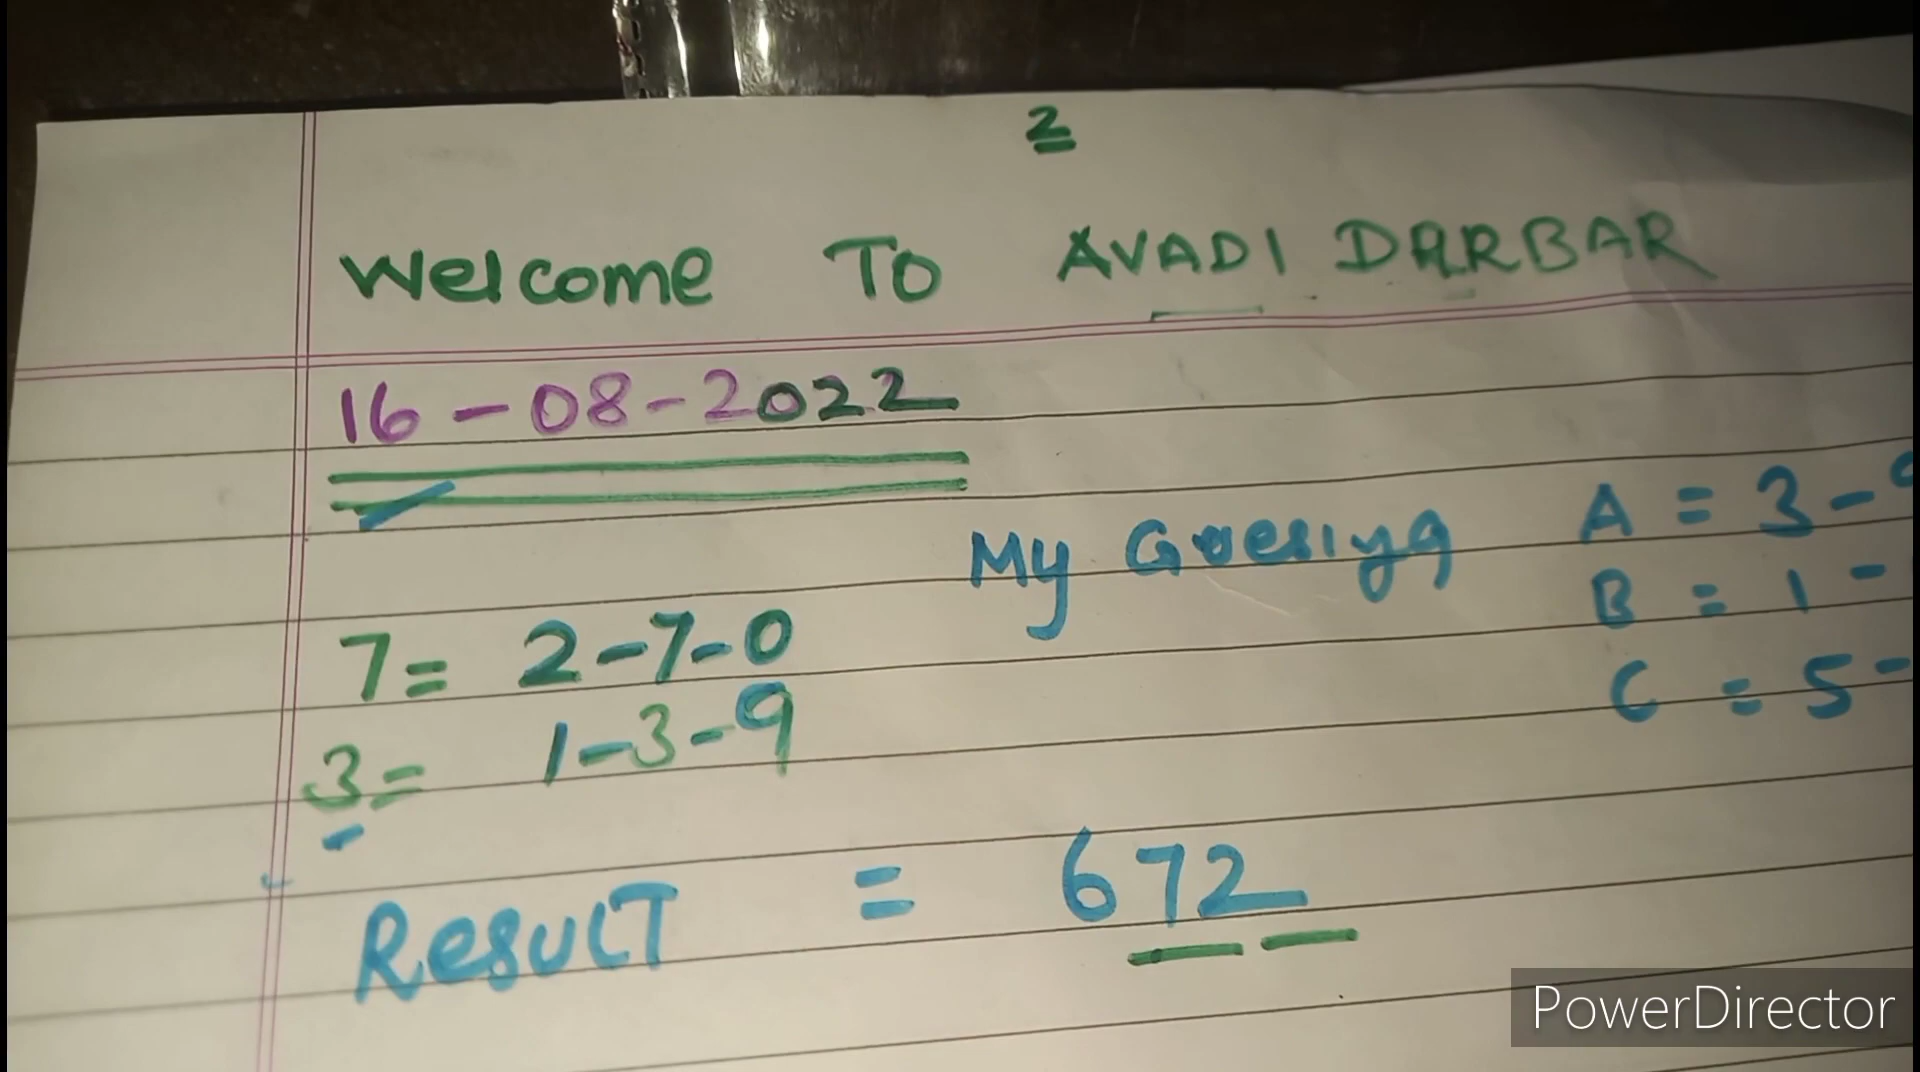 2
Welcome To AVADI DARBAR
16-08-2022
My Guesiyg
A = 3 -
B = 1 -
C = 5 -
7 = 2-7-0
3 = 1-3-9
Result = 672
PowerDirector